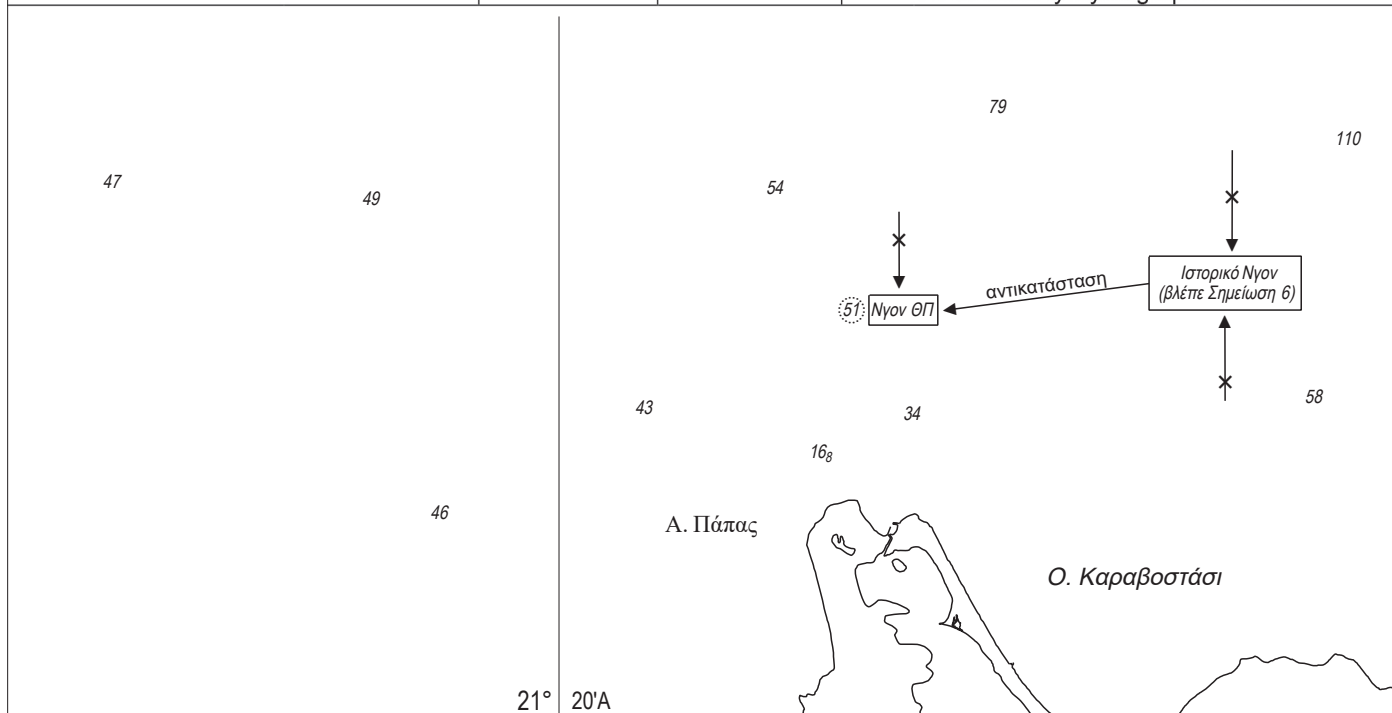 79
110
47
49
54
Ιστορικό Νγον
(βλέπε Σημείωση 6)
αντικατάσταση
51 Νγον ΘΠ
58
43
34
16₈
46
Α. Πάπας
Ο. Καραβοστάσι
21° 20'Α